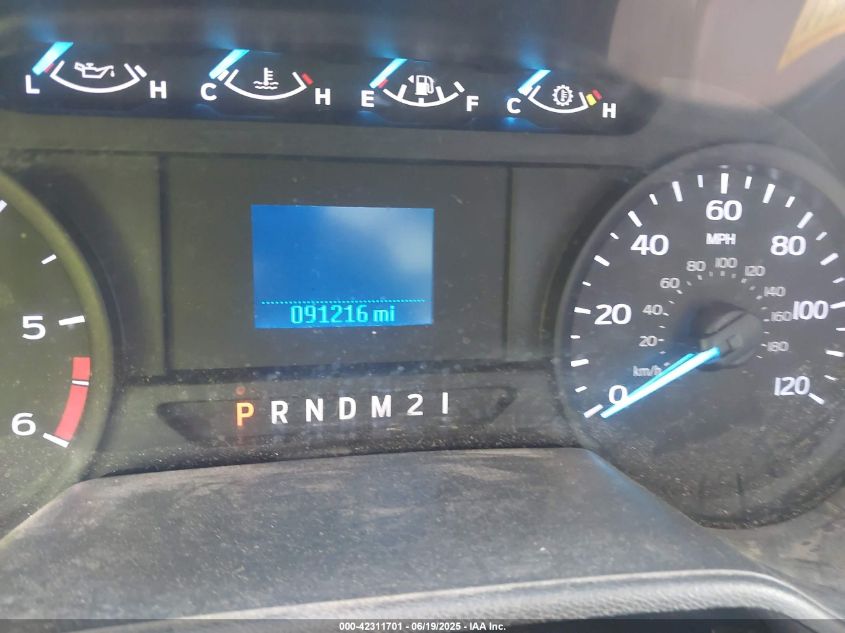 L H C H E F C H
60
MPH
40 80
80 100 120
60 140
20 40 160 100
20 180
km/h
0 120
5
6
091216 mi
P R N D M 2 1
000-42311701 - 06/19/2025 - IAA Inc.